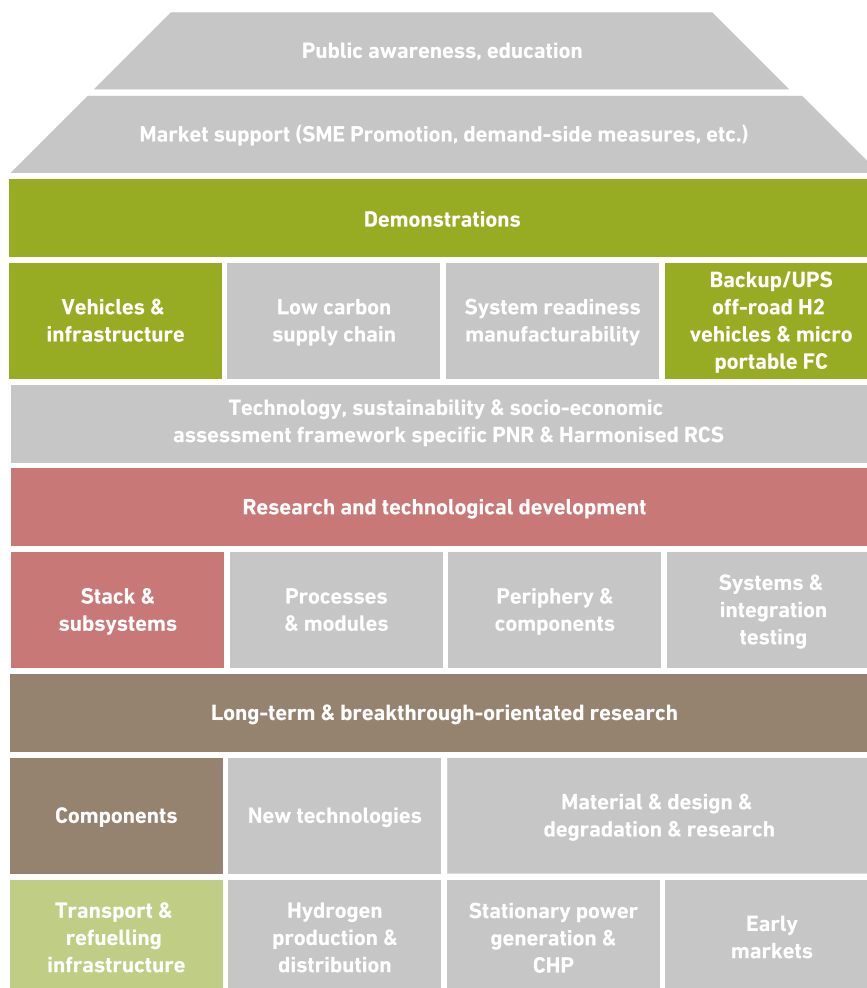 Public awareness, education
Market support (SME Promotion, demand-side measures, etc.)
Demonstrations
Vehicles &
infrastructure
Low carbon
supply chain
System readiness
manufacturability
Backup/UPS
off-road H2
vehicles & micro
portable FC
Technology, sustainability & socio-economic
assessment framework specific PNR & Harmonised RCS
Research and technological development
Stack &
subsystems
Processes
& modules
Periphery &
components
Systems &
integration
testing
Long-term & breakthrough-orientated research
Components
New technologies
Material & design &
degradation & research
Transport &
refuelling
infrastructure
Hydrogen
production &
distribution
Stationary power
generation &
CHP
Early
markets